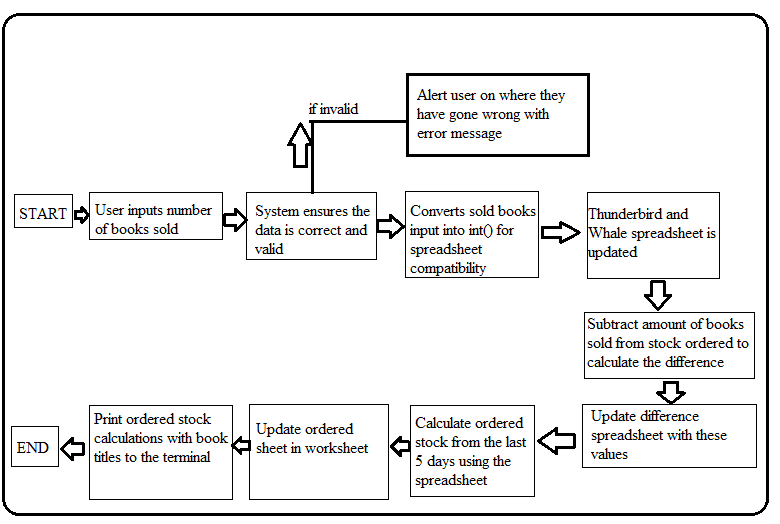 if invalid
Alert user on where they
have gone wrong with
error message
START
User inputs number
of books sold
System ensures the
data is correct and
valid
Converts sold books
input into int() for
spreadsheet
compatibility
Thunderbird and
Whale spreadsheet is
updated
Subtract amount of books
sold from stock ordered to
calculate the difference
Update difference
spreadsheet with these
values
Calculate ordered
stock from the last
5 days using the
spreadsheet
Update ordered
sheet in worksheet
Print ordered stock
calculations with book
titles to the terminal
END